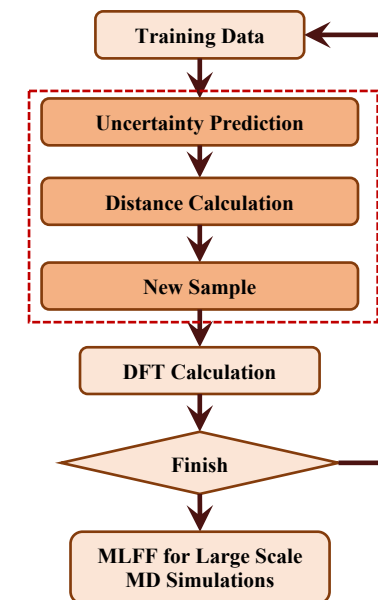 Training Data
Uncertainty Prediction
Distance Calculation
New Sample
DFT Calculation
Finish
MLFF for Large Scale
MD Simulations